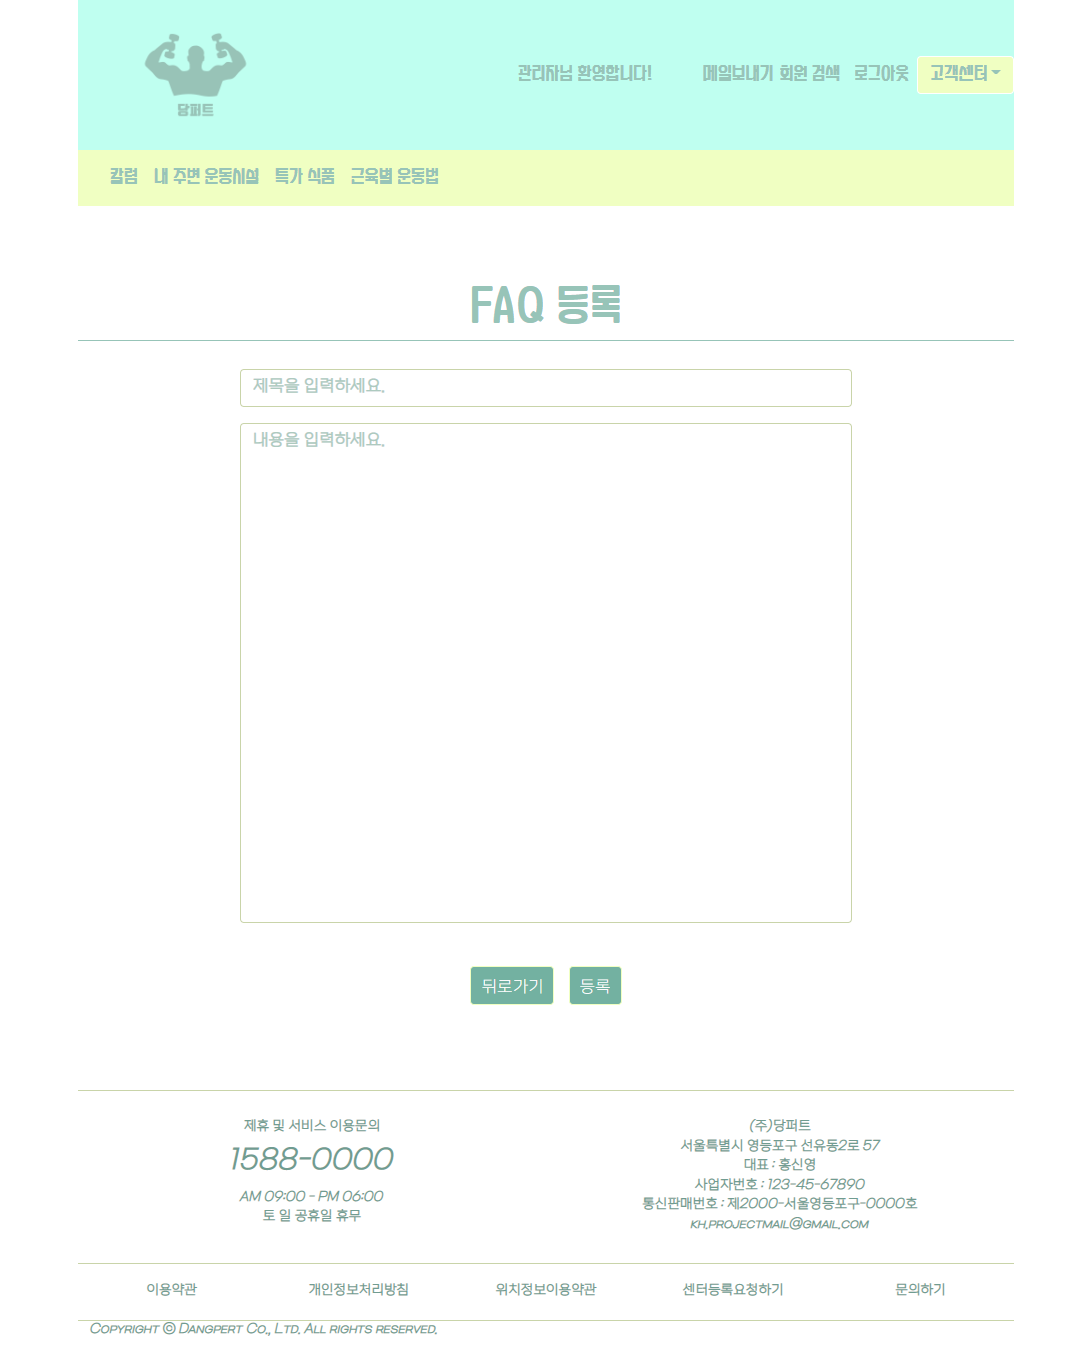 당퍼트
관리자님 환영합니다!
메일보내기 회원 검색 로그아웃 고객센터
칼럼 내 주변 운동시설 특가 식품 근육별 운동법
FAQ 등록
제목을 입력하세요.
내용을 입력하세요.
뒤로가기 등록
제휴 및 서비스 이용문의
1588-0000
AM 09:00 - PM 06:00
토 일 공휴일 휴무
(주)당퍼트
서울특별시 영등포구 선유동2로 57
대표 : 홍신영
사업자번호 : 123-45-67890
통신판매번호 : 제2000-서울영등포구-0000호
KH.PROJECTMAIL@GMAIL.COM
이용약관 개인정보처리방침 위치정보이용약관 센터등록요청하기 문의하기
COPYRIGHT ⓒ DANGPERT CO., LTD. ALL RIGHTS RESERVED.